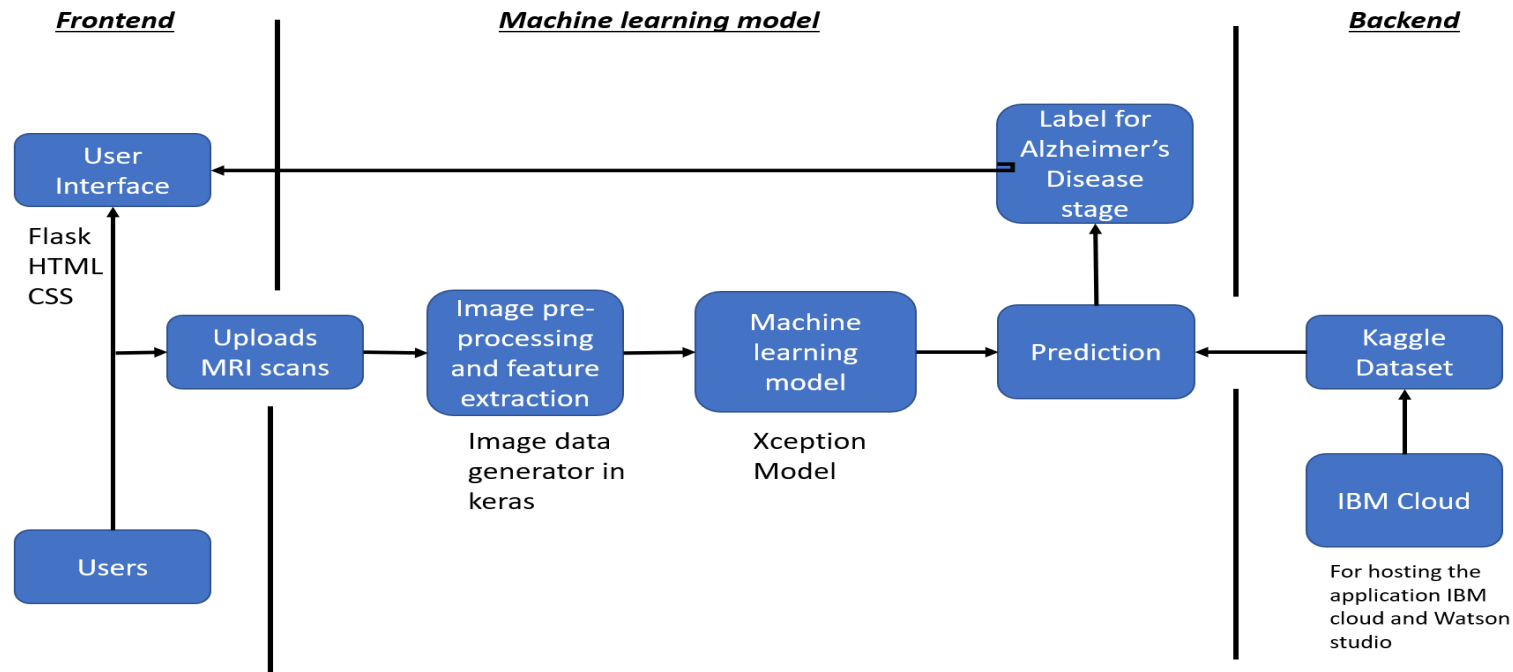 Frontend
Machine learning model
Backend
User
Interface
Flask
HTML
CSS
Label for
Alzheimer’s
Disease
stage
Uploads
MRI scans
Image pre-
processing
and feature
extraction
Image data
generator in
keras
Machine
learning
model
Xception
Model
Prediction
Kaggle
Dataset
IBM Cloud
For hosting the
application IBM
cloud and Watson
studio
Users